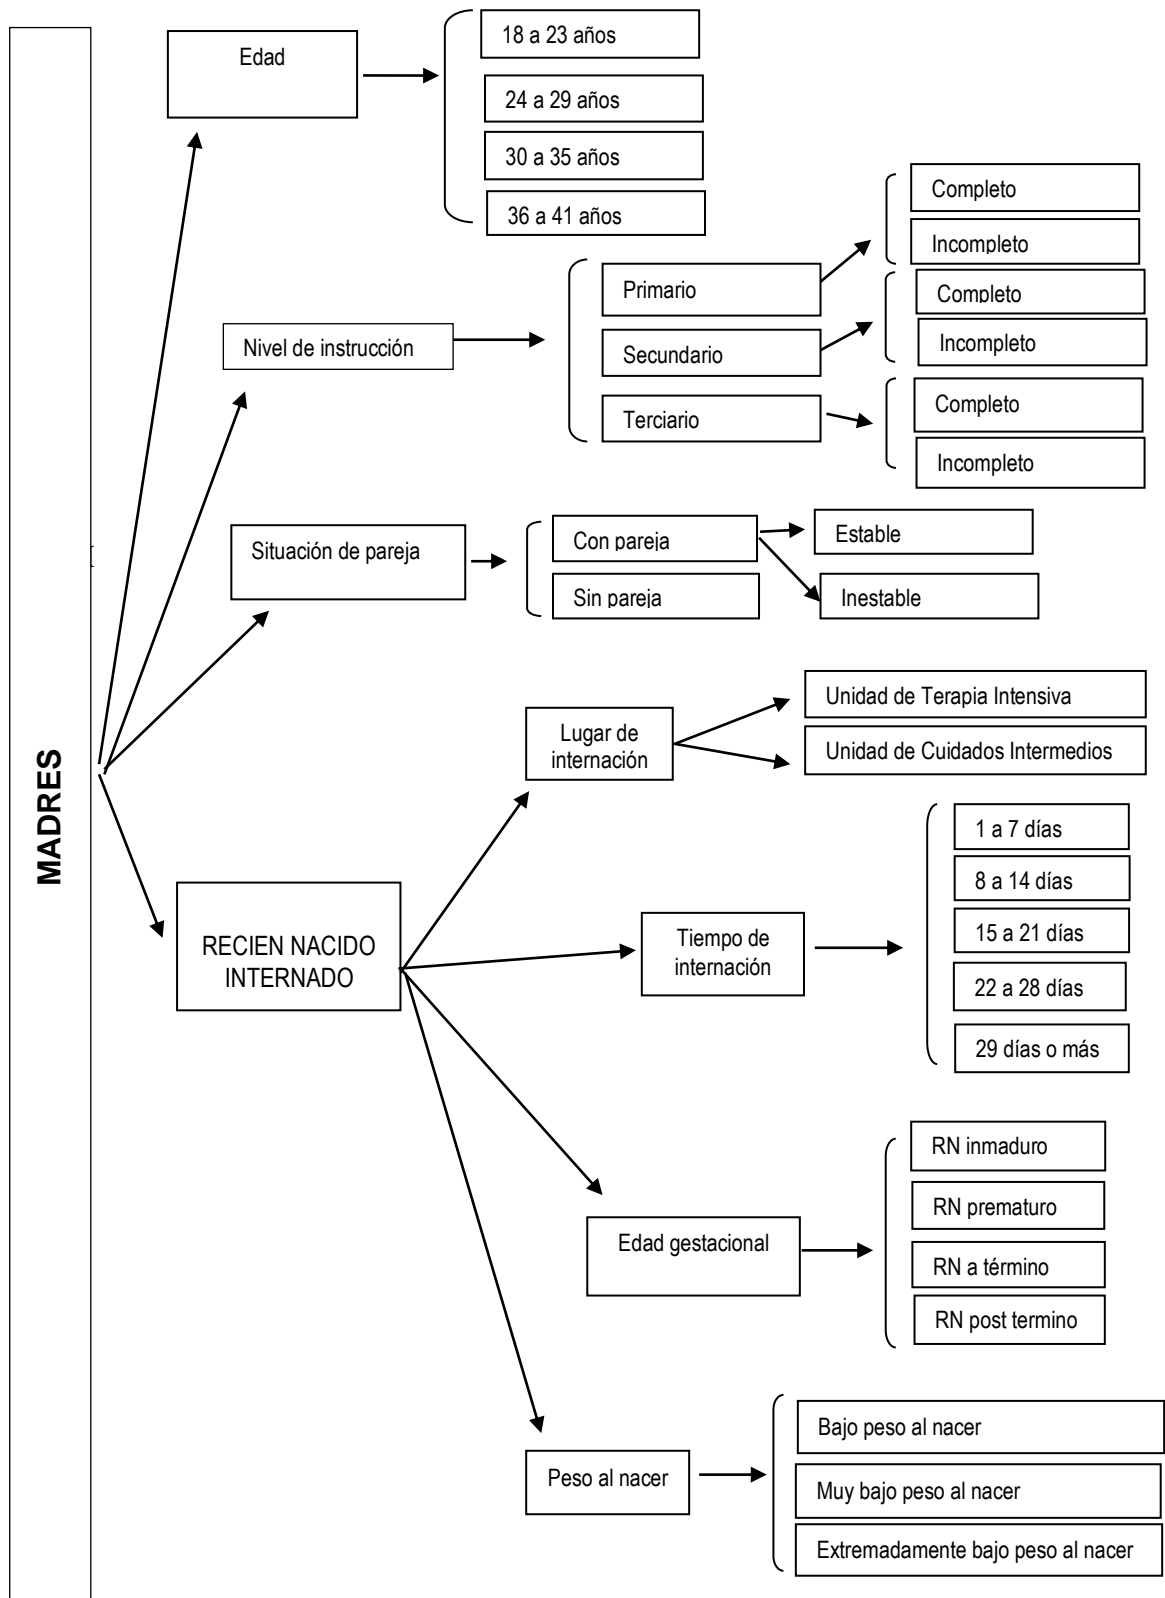 MADRES
Edad
18 a 23 años
24 a 29 años
30 a 35 años
36 a 41 años
Nivel de instrucción
Primario
Completo
Incompleto
Secundario
Completo
Incompleto
Terciario
Completo
Incompleto
Situación de pareja
Con pareja
Estable
Inestable
Sin pareja
RECIEN NACIDO
INTERNADO
Lugar de
internación
Unidad de Terapia Intensiva
Unidad de Cuidados Intermedios
Tiempo de
internación
1 a 7 días
8 a 14 días
15 a 21 días
22 a 28 días
29 días o más
Edad gestacional
RN inmaduro
RN prematuro
RN a término
RN post termino
Peso al nacer
Bajo peso al nacer
Muy bajo peso al nacer
Extremadamente bajo peso al nacer